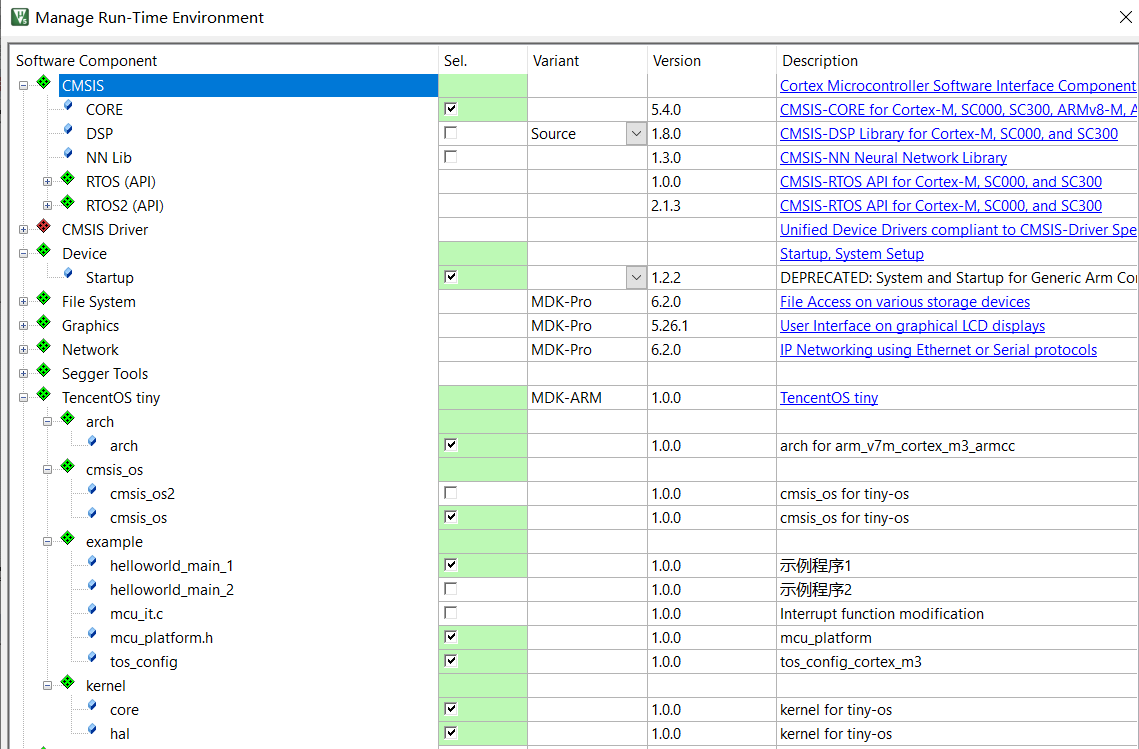 Manage Run-Time Environment
Software Component Sel. Variant Version Description
CMSIS Cortex Microcontroller Software Interface Component
CORE 5.4.0 CMSIS-CORE for Cortex-M, SC000, SC300, ARMv8-M, A
DSP Source 1.8.0 CMSIS-DSP Library for Cortex-M, SC000, and SC300
NN Lib 1.3.0 CMSIS-NN Neural Network Library
RTOS (API) 1.0.0 CMSIS-RTOS API for Cortex-M, SC000, and SC300
RTOS2 (API) 2.1.3 CMSIS-RTOS API for Cortex-M, SC000, and SC300
CMSIS Driver Unified Device Drivers compliant to CMSIS-Driver Spe
Device Startup, System Setup
Startup 1.2.2 DEPRECATED: System and Startup for Generic Arm Cor
File System MDK-Pro 6.2.0 File Access on various storage devices
Graphics MDK-Pro 5.26.1 User Interface on graphical LCD displays
Network MDK-Pro 6.2.0 IP Networking using Ethernet or Serial protocols
Segger Tools
TencentOS tiny MDK-ARM 1.0.0 TencentOS tiny
arch
arch 1.0.0 arch for arm_v7m_cortex_m3_armcc
cmsis_os
cmsis_os2 1.0.0 cmsis_os for tiny-os
cmsis_os 1.0.0 cmsis_os for tiny-os
example
helloworld_main_1 1.0.0 示例程序1
helloworld_main_2 1.0.0 示例程序2
mcu_it.c 1.0.0 Interrupt function modification
mcu_platform.h 1.0.0 mcu_platform
tos_config 1.0.0 tos_config_cortex_m3
kernel
core 1.0.0 kernel for tiny-os
hal 1.0.0 kernel for tiny-os